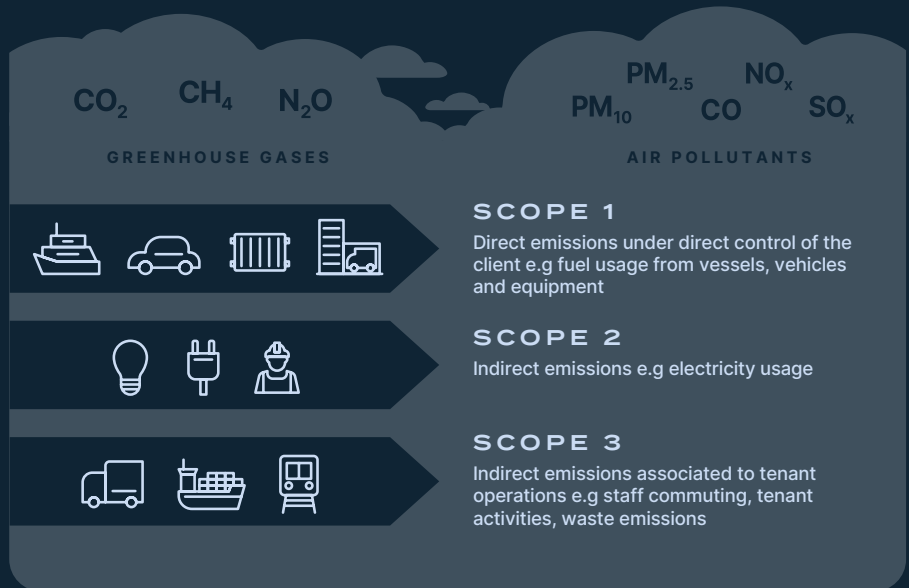 CO₂ CH₄ N₂O
PM₂.₅ NOₓ
PM₁₀ CO SOₓ
GREENHOUSE GASES
AIR POLLUTANTS
SCOPE 1
Direct emissions under direct control of the
client e.g fuel usage from vessels, vehicles
and equipment
SCOPE 2
Indirect emissions e.g electricity usage
SCOPE 3
Indirect emissions associated to tenant
operations e.g staff commuting, tenant
activities, waste emissions